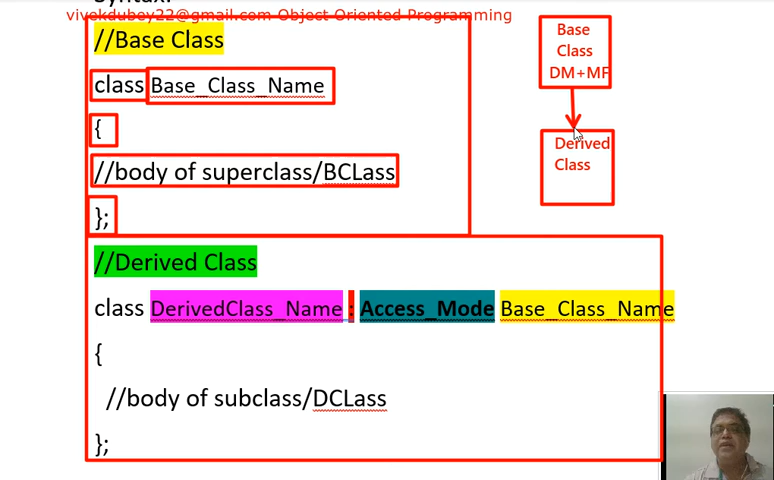 Syntax:
vivekdubey22@gmail.com Object Oriented Programming
//Base Class
class Base_Class_Name
{
//body of superclass/BCLass
};
//Derived Class
class DerivedClass_Name : Access_Mode Base_Class_Name
{
//body of subclass/DCLass
};
Base
Class
DM+MF
Derived
Class